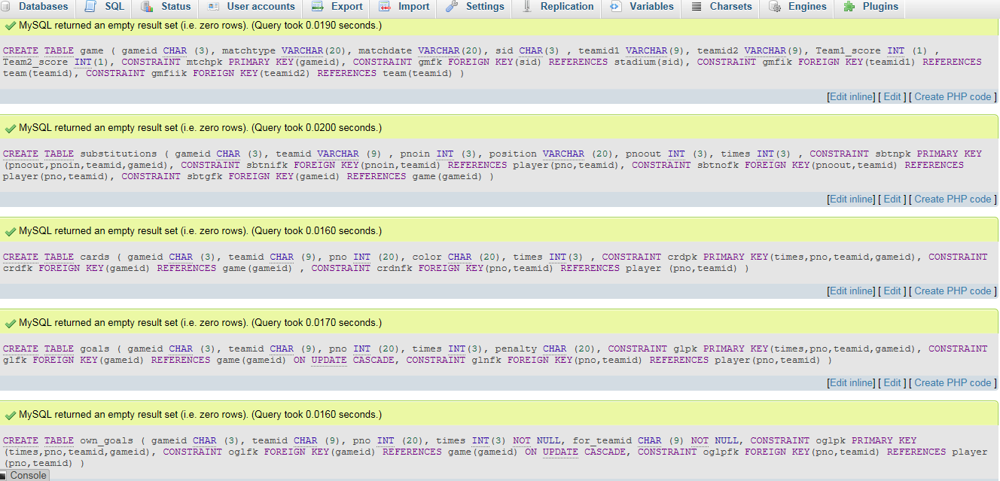 Databases SQL Status User accounts Export Import Settings Replication Variables Charsets Engines Plugins
MySQL returned an empty result set (i.e. zero rows). (Query took 0.0190 seconds.)
CREATE TABLE game ( gameid CHAR (3), matchtype VARCHAR(20), matchdate VARCHAR(20), sid CHAR(3) , teamid1 VARCHAR(9), teamid2 VARCHAR(9), Team1_score INT (1) ,
Team2_score INT(1), CONSTRAINT mtchpk PRIMARY KEY(gameid), CONSTRAINT gmfk FOREIGN KEY(sid) REFERENCES stadium(sid), CONSTRAINT gmfik FOREIGN KEY(teamid1) REFERENCES
team(teamid), CONSTRAINT gmfiik FOREIGN KEY(teamid2) REFERENCES team(teamid) )
[Edit inline] [ Edit ] [ Create PHP code ]
MySQL returned an empty result set (i.e. zero rows). (Query took 0.0200 seconds.)
CREATE TABLE substitutions ( gameid CHAR (3), teamid VARCHAR (9) , pnoin INT (3), position VARCHAR (20), pnoout INT (3), times INT(3) , CONSTRAINT sbtnpk PRIMARY KEY
(pnoout,pnoin,teamid,gameid), CONSTRAINT sbtnifk FOREIGN KEY(pnoin,teamid) REFERENCES player(pno,teamid), CONSTRAINT sbtnofk FOREIGN KEY(pnoout,teamid) REFERENCES
player(pno,teamid), CONSTRAINT sbtgfk FOREIGN KEY(gameid) REFERENCES game(gameid) )
[Edit inline] [ Edit ] [ Create PHP code ]
MySQL returned an empty result set (i.e. zero rows). (Query took 0.0160 seconds.)
CREATE TABLE cards ( gameid CHAR (3), teamid CHAR (9), pno INT (20), color CHAR (20), times INT(3) , CONSTRAINT crdpk PRIMARY KEY(times,pno,teamid,gameid), CONSTRAINT
crdfk FOREIGN KEY(gameid) REFERENCES game(gameid) , CONSTRAINT crdnfk FOREIGN KEY(pno,teamid) REFERENCES player (pno,teamid) )
[Edit inline] [ Edit ] [ Create PHP code ]
MySQL returned an empty result set (i.e. zero rows). (Query took 0.0170 seconds.)
CREATE TABLE goals ( gameid CHAR (3), teamid CHAR (9), pno INT (20), times INT(3), penalty CHAR (20), CONSTRAINT glpk PRIMARY KEY(times,pno,teamid,gameid), CONSTRAINT
glfk FOREIGN KEY(gameid) REFERENCES game(gameid) ON UPDATE CASCADE, CONSTRAINT glnfk FOREIGN KEY(pno,teamid) REFERENCES player(pno,teamid) )
[Edit inline] [ Edit ] [ Create PHP code ]
MySQL returned an empty result set (i.e. zero rows). (Query took 0.0160 seconds.)
CREATE TABLE own_goals ( gameid CHAR (3), teamid CHAR (9), pno INT (20), times INT(3) NOT NULL, for_teamid CHAR (9) NOT NULL, CONSTRAINT oglpk PRIMARY KEY
(times,pno,teamid,gameid), CONSTRAINT oglfk FOREIGN KEY(gameid) REFERENCES game(gameid) ON UPDATE CASCADE, CONSTRAINT oglpfk FOREIGN KEY(pno,teamid) REFERENCES player
(pno,teamid) )
Console